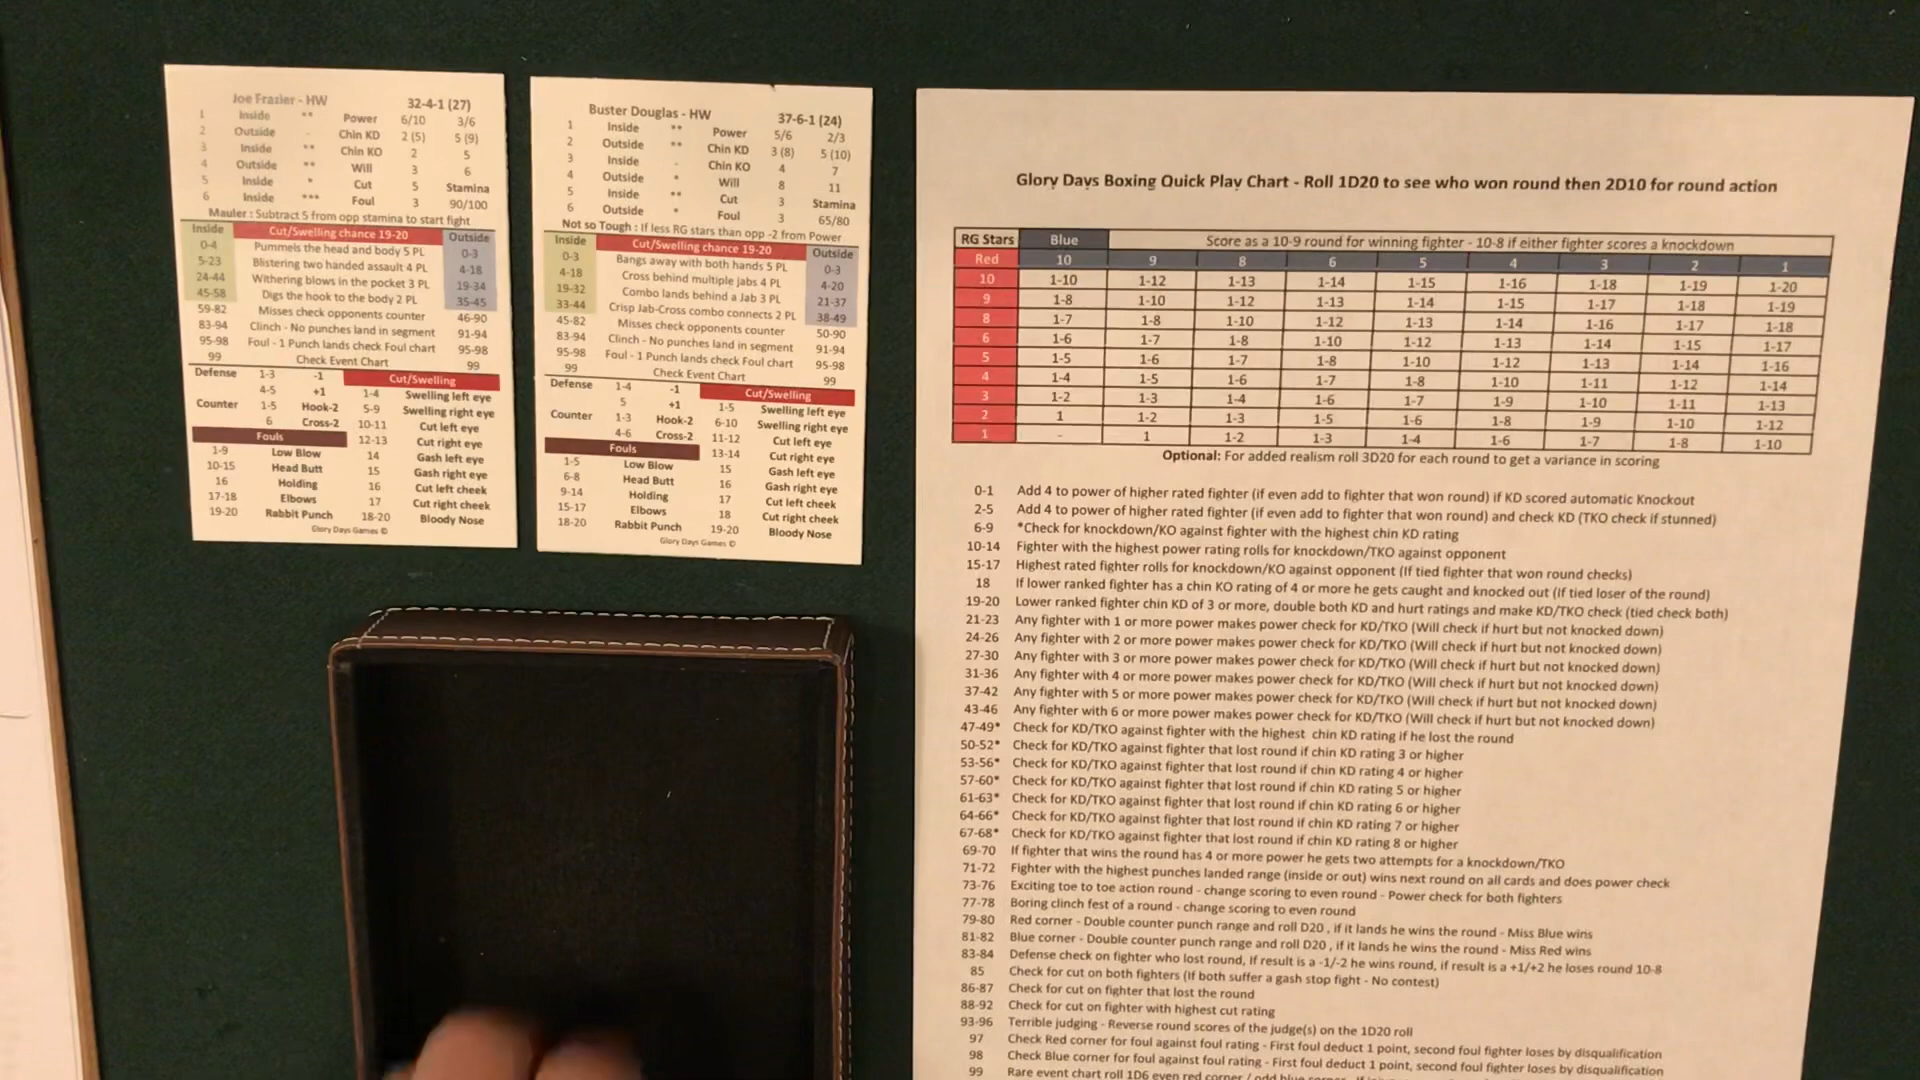 Joe Frazier - HW 32-4-1 (27)
1 Inside ** Power 6/10 3/6
2 Outside - Chin KD 2 (5) 5 (9)
3 Inside ** Chin KO 2 5
4 Outside ** Will 3 6
5 Inside * Cut 5 Stamina
6 Inside *** Foul 3 90/100
Mauler : Subtract 5 from opp stamina to start fight
Inside Cut/Swelling chance 19-20 Outside
0-4 Pummels the head and body 5 PL 0-3
5-23 Blistering two handed assault 4 PL 4-18
24-44 Withering blows in the pocket 3 PL 19-34
45-58 Digs the hook to the body 2 PL 35-45
59-82 Misses check opponents counter 46-90
83-94 Clinch - No punches land in segment 91-94
95-98 Foul - 1 Punch lands check Foul chart 95-98
99 Check Event Chart 99
Defense 1-3 -1 Cut/Swelling
4-5 +1 1-4 Swelling left eye
Counter 1-5 Hook-2 5-9 Swelling right eye
6 Cross-2 10-11 Cut left eye
Fouls 12-13 Cut right eye
1-9 Low Blow 14 Gash left eye
10-15 Head Butt 15 Gash right eye
16 Holding 16 Cut left cheek
17-18 Elbows 17 Cut right cheek
19-20 Rabbit Punch 18-20 Bloody Nose
Glory Days Games ©
Buster Douglas - HW 37-6-1 (24)
1 Inside ** Power 5/6 2/3
2 Outside ** Chin KD 3 (8) 5 (10)
3 Inside - Chin KO 4 7
4 Outside * Will 8 11
5 Inside ** Cut 3 Stamina
6 Outside * Foul 3 65/80
Not so Tough : If less RG stars than opp -2 from Power
Inside Cut/Swelling chance 19-20 Outside
0-3 Bangs away with both hands 5 PL 0-3
4-18 Cross behind multiple jabs 4 PL 4-20
19-32 Combo lands behind a Jab 3 PL 21-37
33-44 Crisp Jab-Cross combo connects 2 PL 38-49
45-82 Misses check opponents counter 50-90
83-94 Clinch - No punches land in segment 91-94
95-98 Foul - 1 Punch lands check Foul chart 95-98
99 Check Event Chart 99
Defense 1-4 -1 Cut/Swelling
5 +1 1-5 Swelling left eye
Counter 1-3 Hook-2 6-10 Swelling right eye
4-6 Cross-2 11-12 Cut left eye
Fouls 13-14 Cut right eye
1-5 Low Blow 15 Gash left eye
6-8 Head Butt 16 Gash right eye
9-14 Holding 17 Cut left cheek
15-17 Elbows 18 Cut right cheek
18-20 Rabbit Punch 19-20 Bloody Nose
Glory Days Games ©
Glory Days Boxing Quick Play Chart - Roll 1D20 to see who won round then 2D10 for round action
RG Stars Blue Score as a 10-9 round for winning fighter - 10-8 if either fighter scores a knockdown
Red 10 9 8 6 5 4 3 2 1
10 1-10 1-12 1-13 1-14 1-15 1-16 1-18 1-19 1-20
9 1-8 1-10 1-12 1-13 1-14 1-15 1-17 1-18 1-19
8 1-7 1-8 1-10 1-12 1-13 1-14 1-16 1-17 1-18
6 1-6 1-7 1-8 1-10 1-12 1-13 1-14 1-15 1-17
5 1-5 1-6 1-7 1-8 1-10 1-12 1-13 1-14 1-16
4 1-4 1-5 1-6 1-7 1-8 1-10 1-11 1-12 1-14
3 1-2 1-3 1-4 1-6 1-7 1-9 1-10 1-11 1-13
2 1 1-2 1-3 1-5 1-6 1-8 1-9 1-10 1-12
1 - 1 1-2 1-3 1-4 1-6 1-7 1-8 1-10
Optional: For added realism roll 3D20 for each round to get a variance in scoring
0-1 Add 4 to power of higher rated fighter (if even add to fighter that won round) if KD scored automatic Knockout
2-5 Add 4 to power of higher rated fighter (if even add to fighter that won round) and check KD (TKO check if stunned)
6-9 *Check for knockdown/KO against fighter with the highest chin KD rating
10-14 Fighter with the highest power rating rolls for knockdown/TKO against opponent
15-17 Highest rated fighter rolls for knockdown/KO against opponent (If tied fighter that won round checks)
18 If lower ranked fighter has a chin KO rating of 4 or more he gets caught and knocked out (If tied loser of the round)
19-20 Lower ranked fighter chin KD of 3 or more, double both KD and hurt ratings and make KD/TKO check (tied check both)
21-23 Any fighter with 1 or more power makes power check for KD/TKO (Will check if hurt but not knocked down)
24-26 Any fighter with 2 or more power makes power check for KD/TKO (Will check if hurt but not knocked down)
27-30 Any fighter with 3 or more power makes power check for KD/TKO (Will check if hurt but not knocked down)
31-36 Any fighter with 4 or more power makes power check for KD/TKO (Will check if hurt but not knocked down)
37-42 Any fighter with 5 or more power makes power check for KD/TKO (Will check if hurt but not knocked down)
43-46 Any fighter with 6 or more power makes power check for KD/TKO (Will check if hurt but not knocked down)
47-49* Check for KD/TKO against fighter with the highest chin KD rating if he lost the round
50-52* Check for KD/TKO against fighter that lost round if chin KD rating 3 or higher
53-56* Check for KD/TKO against fighter that lost round if chin KD rating 4 or higher
57-60* Check for KD/TKO against fighter that lost round if chin KD rating 5 or higher
61-63* Check for KD/TKO against fighter that lost round if chin KD rating 6 or higher
64-66* Check for KD/TKO against fighter that lost round if chin KD rating 7 or higher
67-68* Check for KD/TKO against fighter that lost round if chin KD rating 8 or higher
69-70 If fighter that wins the round has 4 or more power he gets two attempts for a knockdown/TKO
71-72 Fighter with the highest punches landed range (inside or out) wins next round on all cards and does power check
73-76 Exciting toe to toe action round - change scoring to even round - Power check for both fighters
77-78 Boring clinch fest of a round - change scoring to even round
79-80 Red corner - Double counter punch range and roll D20 , if it lands he wins the round - Miss Blue wins
81-82 Blue corner - Double counter punch range and roll D20 , if it lands he wins the round - Miss Red wins
83-84 Defense check on fighter who lost round, if result is a -1/-2 he wins round, if result is a +1/+2 he loses round 10-8
85 Check for cut on both fighters (If both suffer a gash stop fight - No contest)
86-87 Check for cut on fighter that lost the round
88-92 Check for cut on fighter with highest cut rating
93-96 Terrible judging - Reverse round scores of the judge(s) on the 1D20 roll
97 Check Red corner for foul against foul rating - First foul deduct 1 point, second foul fighter loses by disqualification
98 Check Blue corner for foul against foul rating - First foul deduct 1 point, second foul fighter loses by disqualification
99 Rare event chart roll 1D6 even red corner / odd blue corner